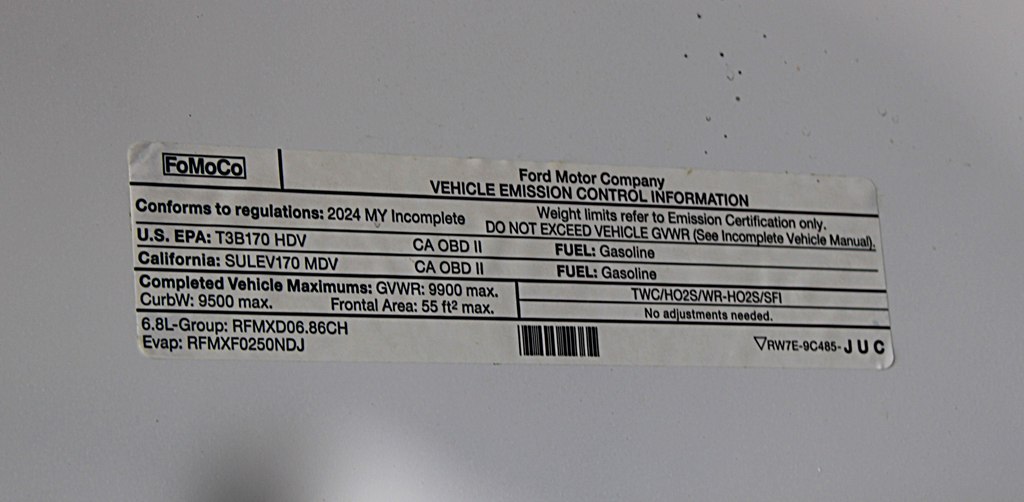 FoMoCo
Ford Motor Company
VEHICLE EMISSION CONTROL INFORMATION
Conforms to regulations: 2024 MY Incomplete
Weight limits refer to Emission Certification only.
DO NOT EXCEED VEHICLE GVWR (See Incomplete Vehicle Manual).
U.S. EPA: T3B170 HDV CA OBD II FUEL: Gasoline
California: SULEV170 MDV CA OBD II FUEL: Gasoline
Completed Vehicle Maximums: GVWR: 9900 max.
CurbW: 9500 max. Frontal Area: 55 ft² max.
TWC/HO2S/WR-HO2S/SFI
No adjustments needed.
6.8L-Group: RFMXD06.86CH
Evap: RFMXF0250NDJ
▽RW7E-9C485-JUC